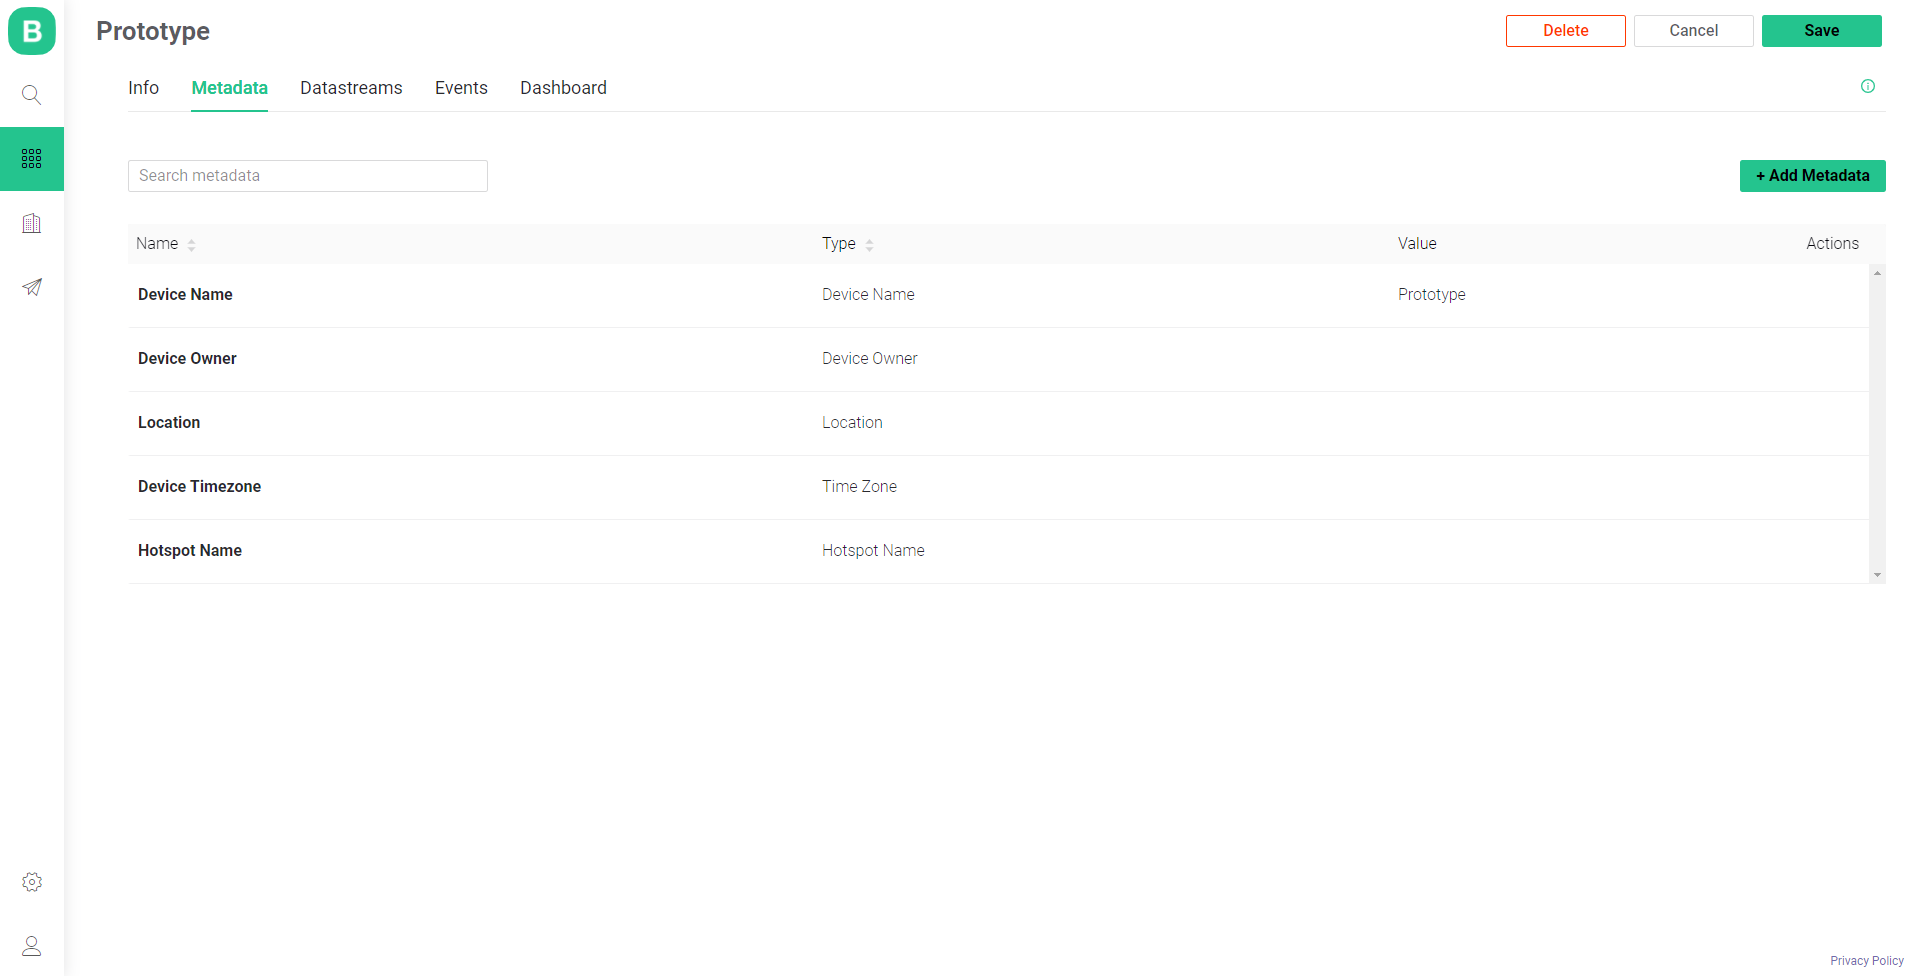 B
Prototype
Delete
Cancel
Save
Info
Metadata
Datastreams
Events
Dashboard
Search metadata
+ Add Metadata
Name
Type
Value
Actions
Device Name
Device Name
Prototype
Device Owner
Device Owner
Location
Location
Device Timezone
Time Zone
Hotspot Name
Hotspot Name
Privacy Policy